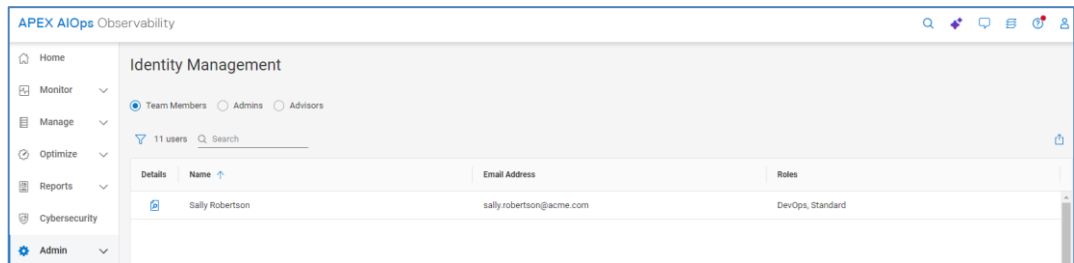 APEX AIOps Observability
Home
Monitor
Manage
Optimize
Reports
Cybersecurity
Admin
Identity Management
Team Members Admins Advisors
11 users Search
Details Name Email Address Roles
Sally Robertson sally.robertson@acme.com DevOps, Standard